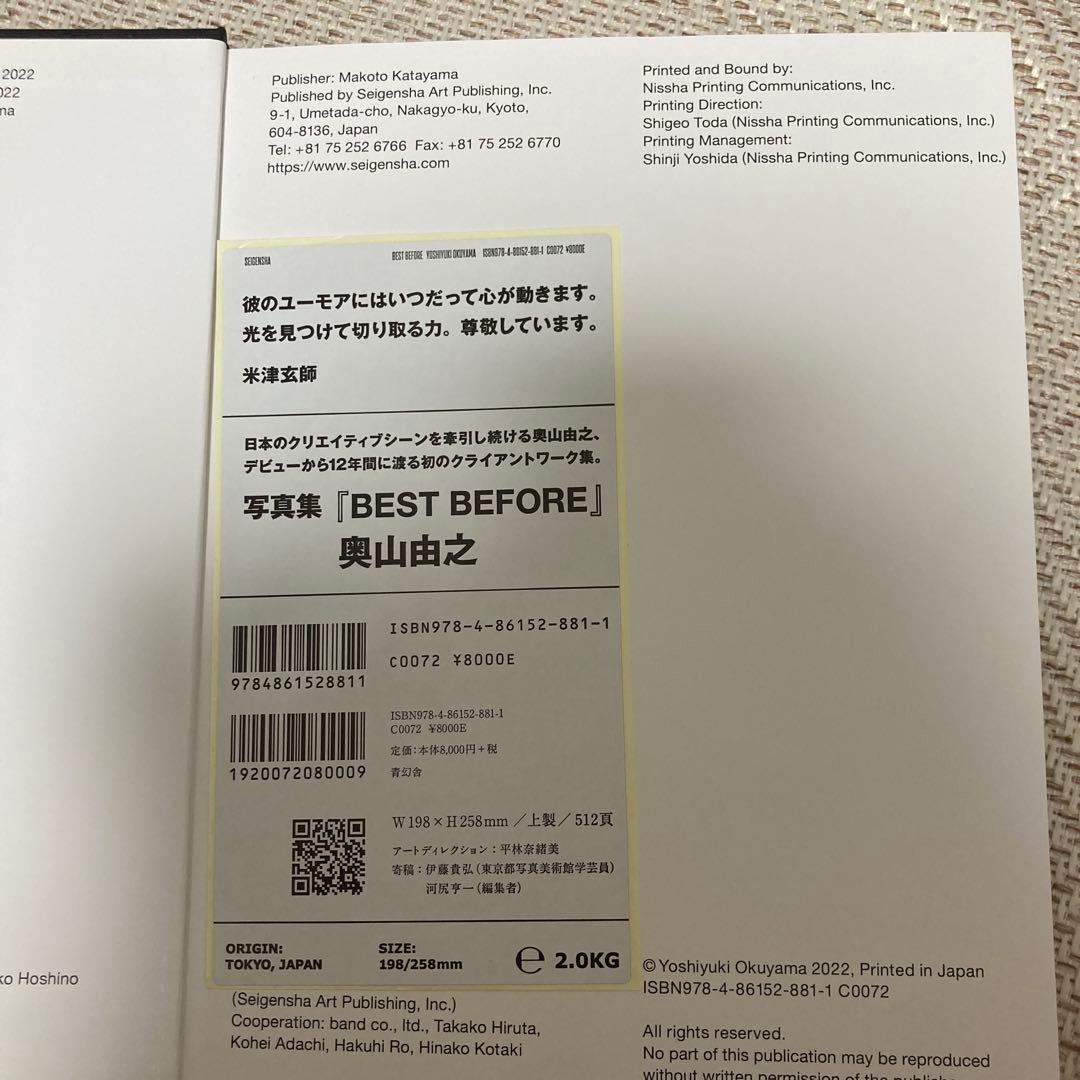 2022
022
ma
ko Hoshino
Publisher: Makoto Katayama
Published by Seigensha Art Publishing, Inc.
9-1, Umetada-cho, Nakagyo-ku, Kyoto,
604-8136, Japan
Tel: +81 75 252 6766 Fax: +81 75 252 6770
https://www.seigensha.com
Printed and Bound by:
Nissha Printing Communications, Inc.
Printing Direction:
Shigeo Toda (Nissha Printing Communications, Inc.)
Printing Management:
Shinji Yoshida (Nissha Printing Communications, Inc.)
SEIGENSHA
BEST BEFORE YOSHIYUKI OKUYAMA ISBN978-4-86152-881-1 C0072 ¥8000E
彼のユーモアにはいつだって心が動きます。
光を見つけて切り取る力。尊敬しています。
米津玄師
日本のクリエイティブシーンを牽引し続ける奥山由之、
デビューから12年間に渡る初のクライアントワーク集。
写真集『BEST BEFORE』
奥山由之
ISBN978-4-86152-881-1
C0072 ¥8000E
9784861528811
ISBN978-4-86152-881-1
C0072 ¥8000E
定価：本体8,000円＋税
青幻舎
1920072080009
W198×H258mm／上製／512頁
アートディレクション：平林奈緒美
寄稿：伊藤貴弘（東京都写真美術館学芸員）
河尻亨一（編集者）
ORIGIN:
TOKYO, JAPAN
SIZE:
198/258mm
℮ 2.0KG
(Seigensha Art Publishing, Inc.)
Cooperation: band co., ltd., Takako Hiruta,
Kohei Adachi, Hakuhi Ro, Hinako Kotaki
© Yoshiyuki Okuyama 2022, Printed in Japan
ISBN978-4-86152-881-1 C0072
All rights reserved.
No part of this publication may be reproduced
without written permission of the